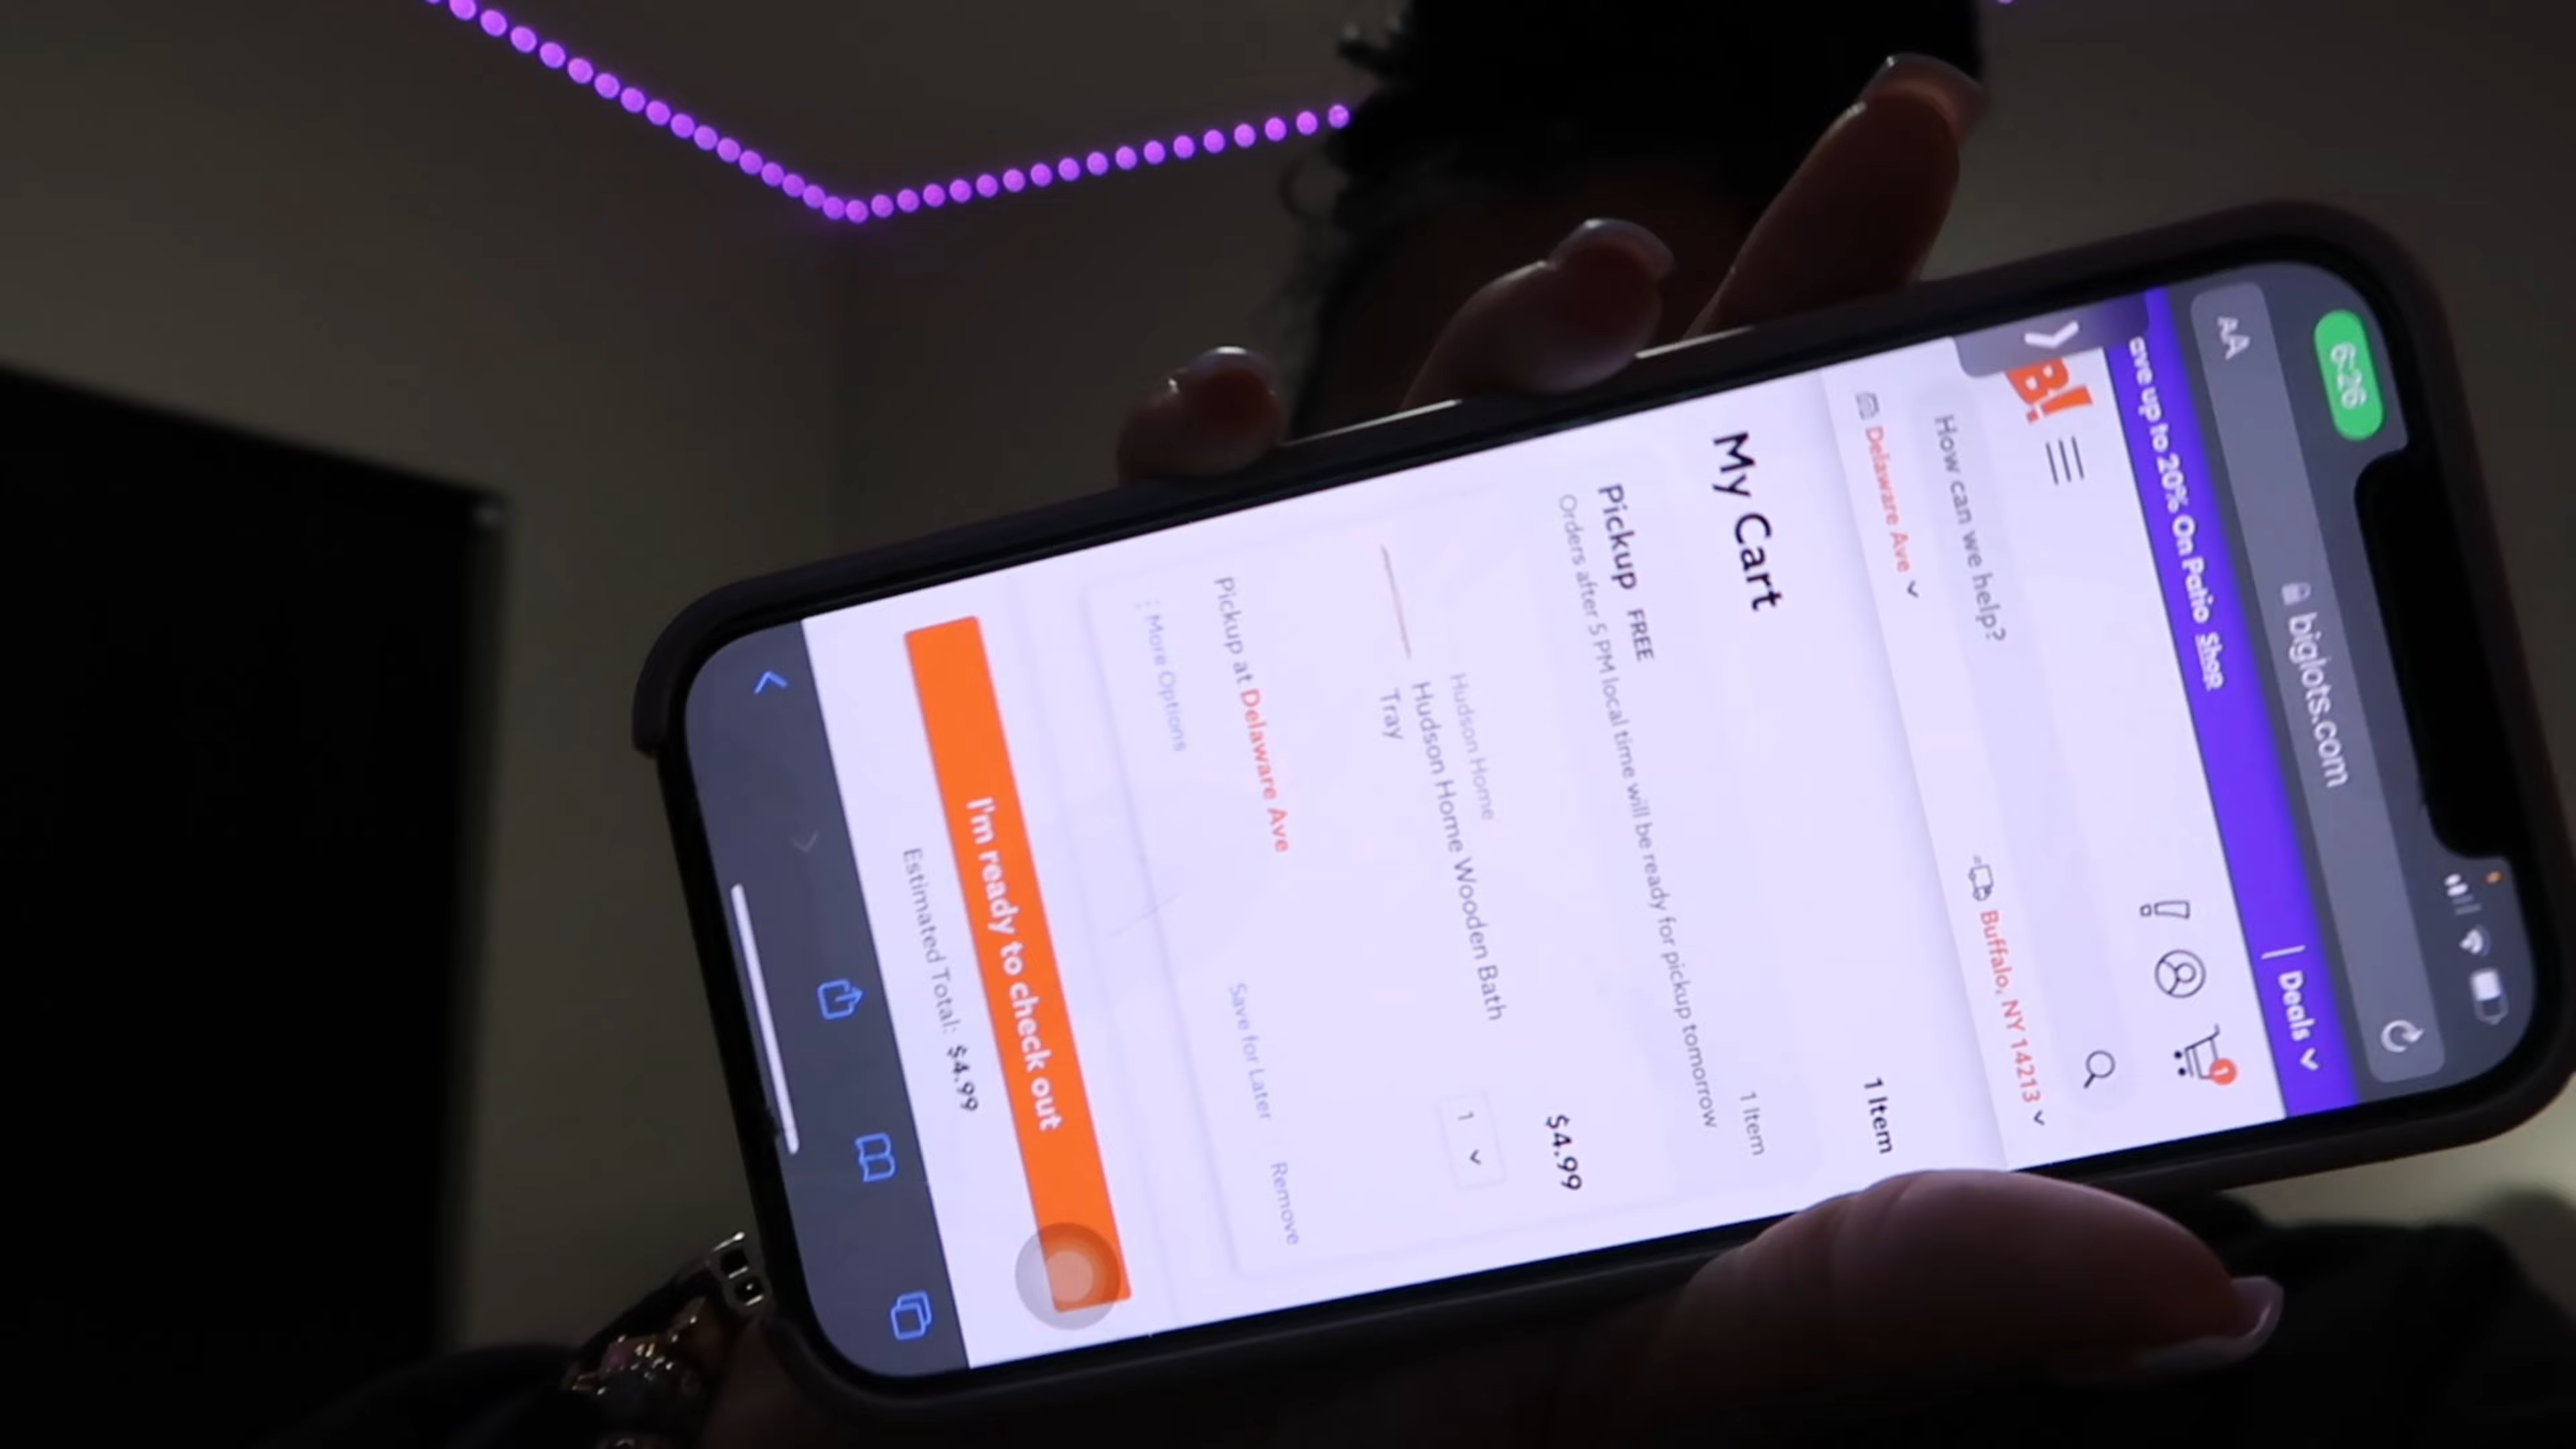 6:26
AA biglots.com
ave up to 20% On Patio Shop | Deals
B!
1
How can we help?
Delaware Ave
Buffalo, NY 14213
My Cart
1 Item
Pickup FREE
1 Item
Orders after 5 PM local time will be ready for pickup tomorrow
$4.99
Hudson Home
Hudson Home Wooden Bath
Tray
1
Pickup at Delaware Ave
Save for Later
Remove
More Options
I'm ready to check out
Estimated Total: $4.99